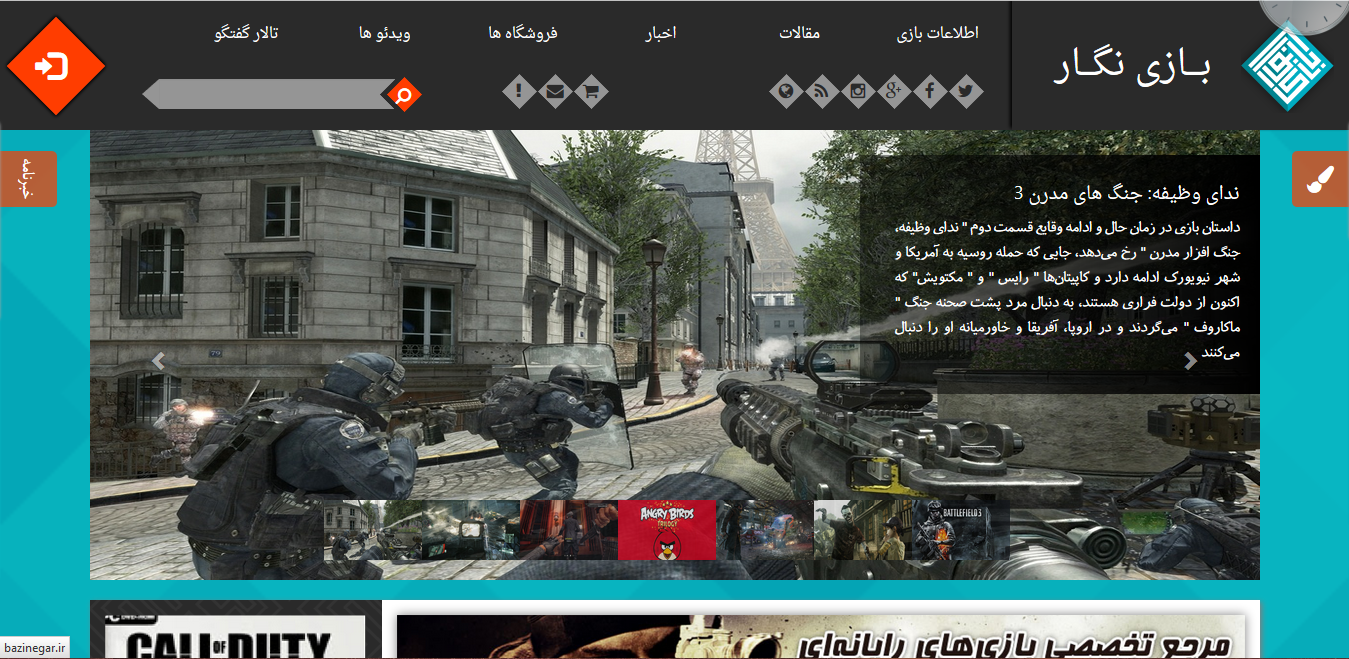 بـازی نگـار
اطلاعات بازی
مقالات
اخبار
فروشگاه ها
ویدئو ها
تالار گفتگو
خبرنامه
ندای وظیفه: جنگ های مدرن 3
داستان بازی در زمان حال و ادامه وقایع قسمت دوم " ندای وظیفه،
جنگ افزار مدرن " رخ می‌دهد، جایی که حمله روسیه به آمریکا و
شهر نیویورک ادامه دارد و کاپیتان‌ها " رایس " و " مکتویش" که
اکنون از دولت فراری هستند، به دنبال مرد پشت صحنه جنگ "
ماکاروف " می‌گردند و در اروپا، آفریقا و خاورمیانه او را دنبال
می‌کنند
ANGRY BIRDS
TRILOGY
BATTLEFIELD 3
مرجع تخصصی بازی‌های رایانه‌ای
CALL OF DUTY
bazinegar.ir